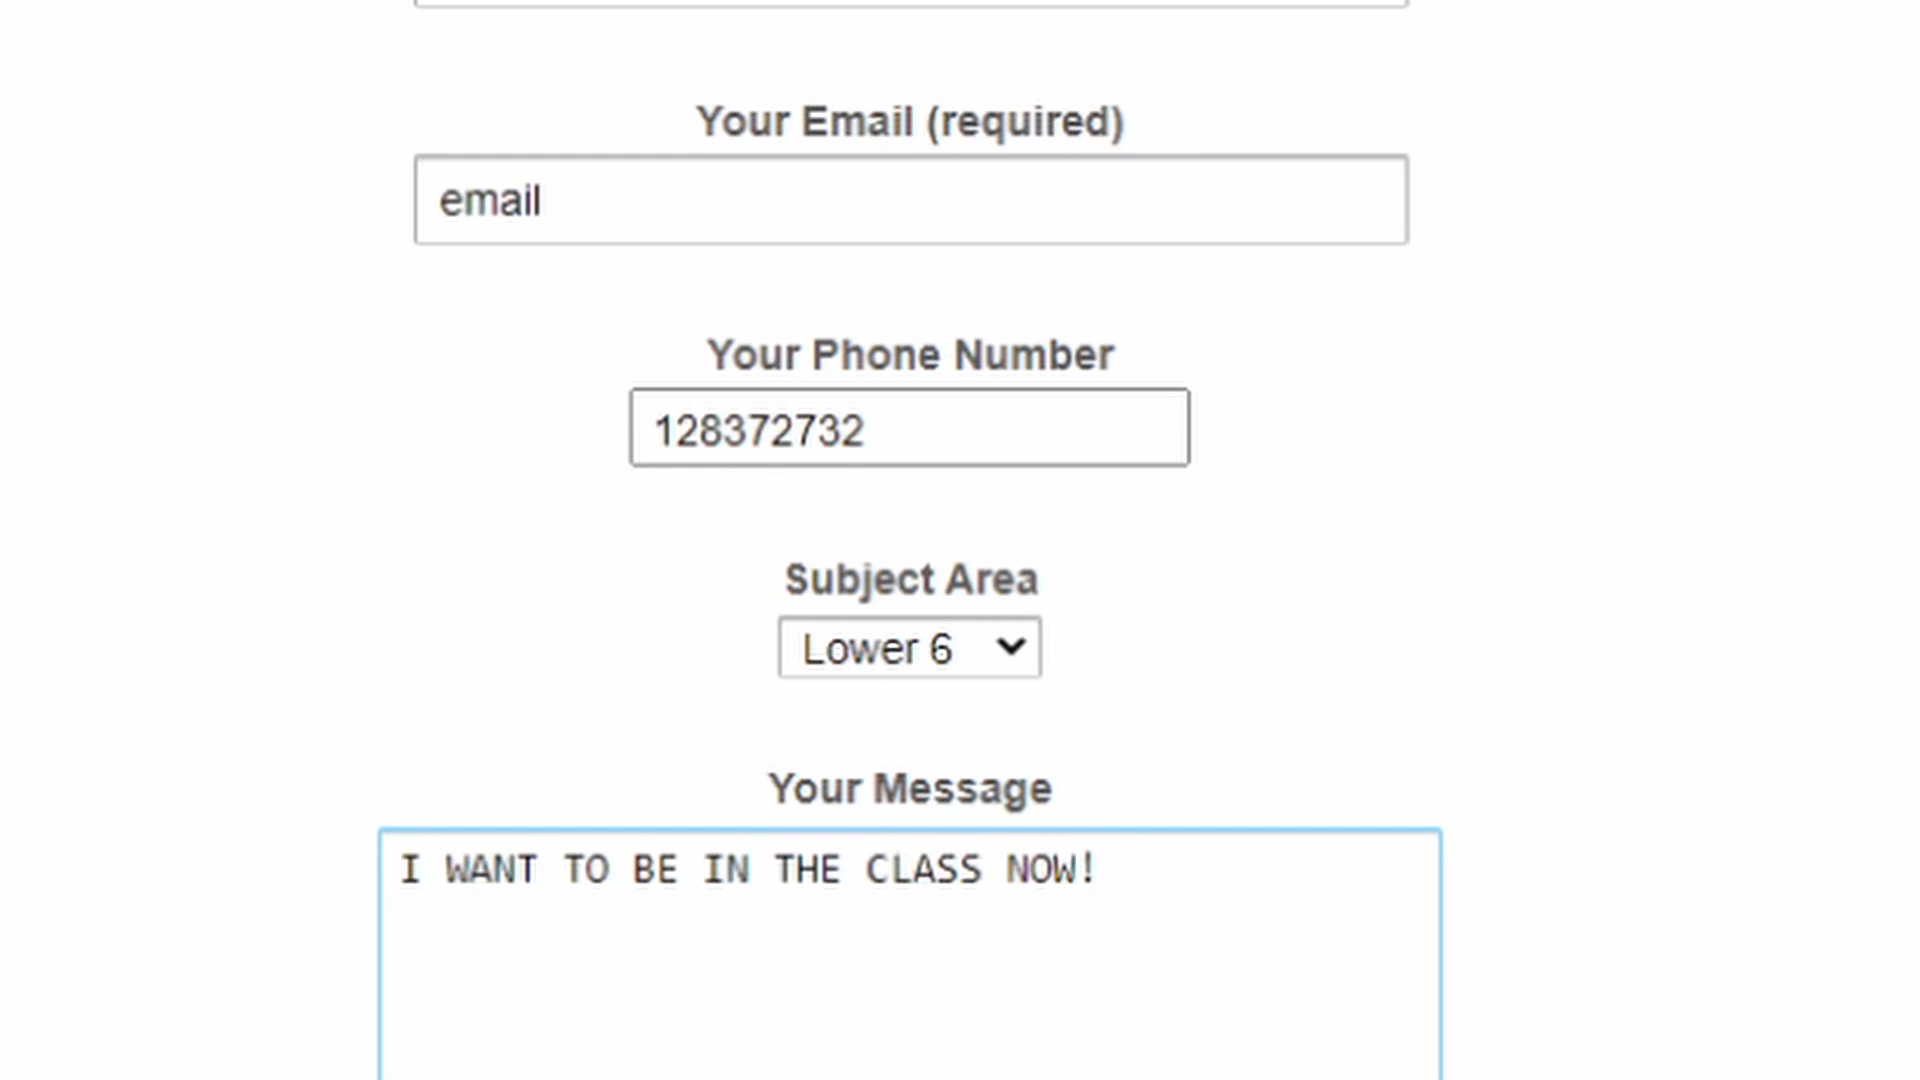 Your Email (required)
email
Your Phone Number
128372732
Subject Area
Lower 6
Your Message
I WANT TO BE IN THE CLASS NOW!